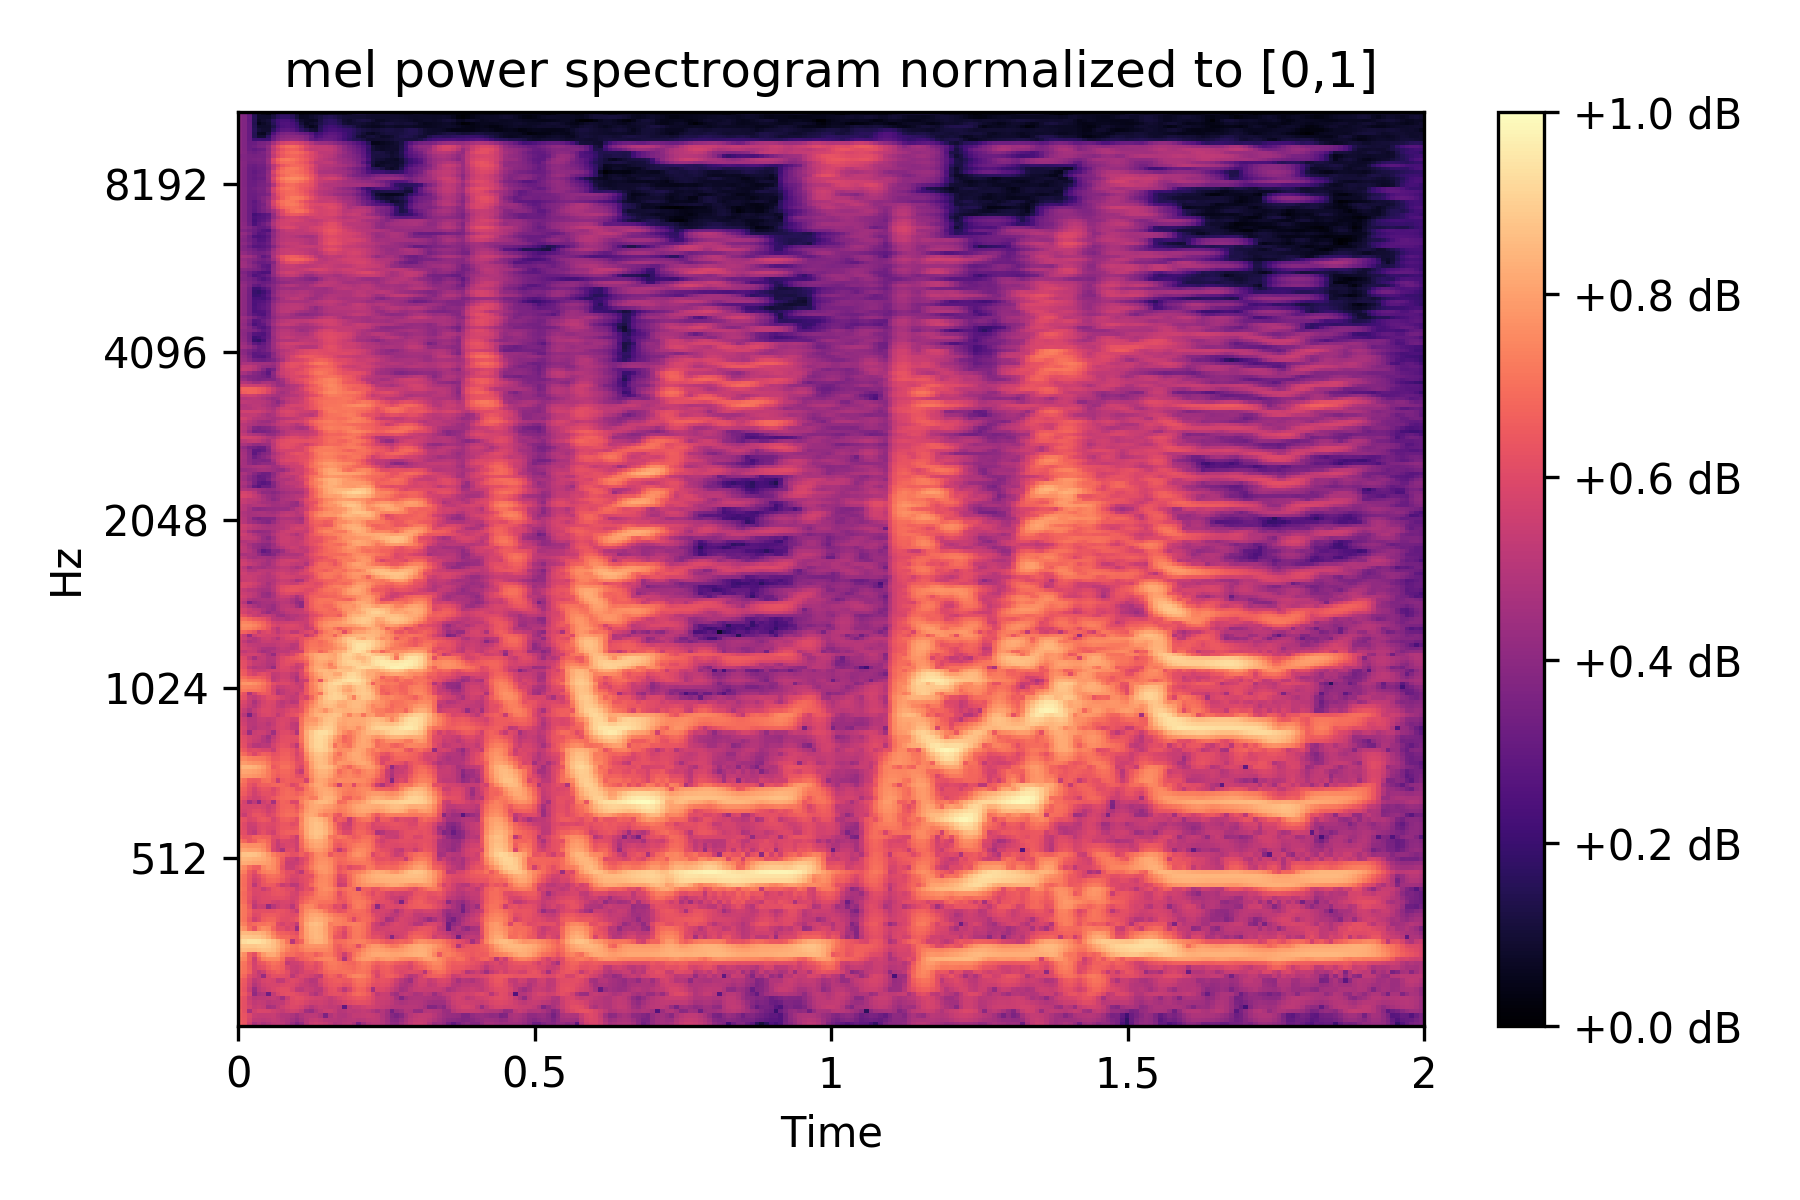 mel power spectrogram normalized to [0,1]
Hz
8192
4096
2048
1024
512
0 0.5 1 1.5 2
Time
+1.0 dB
+0.8 dB
+0.6 dB
+0.4 dB
+0.2 dB
+0.0 dB